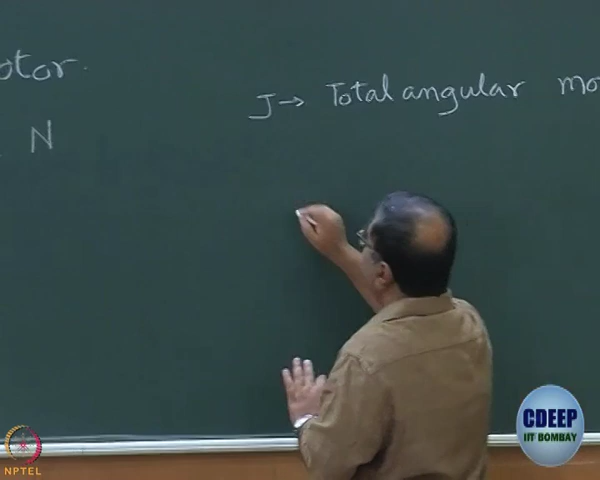 otor.
N
J → Total angular mo
CDEEP
IIT BOMBAY
NPTEL